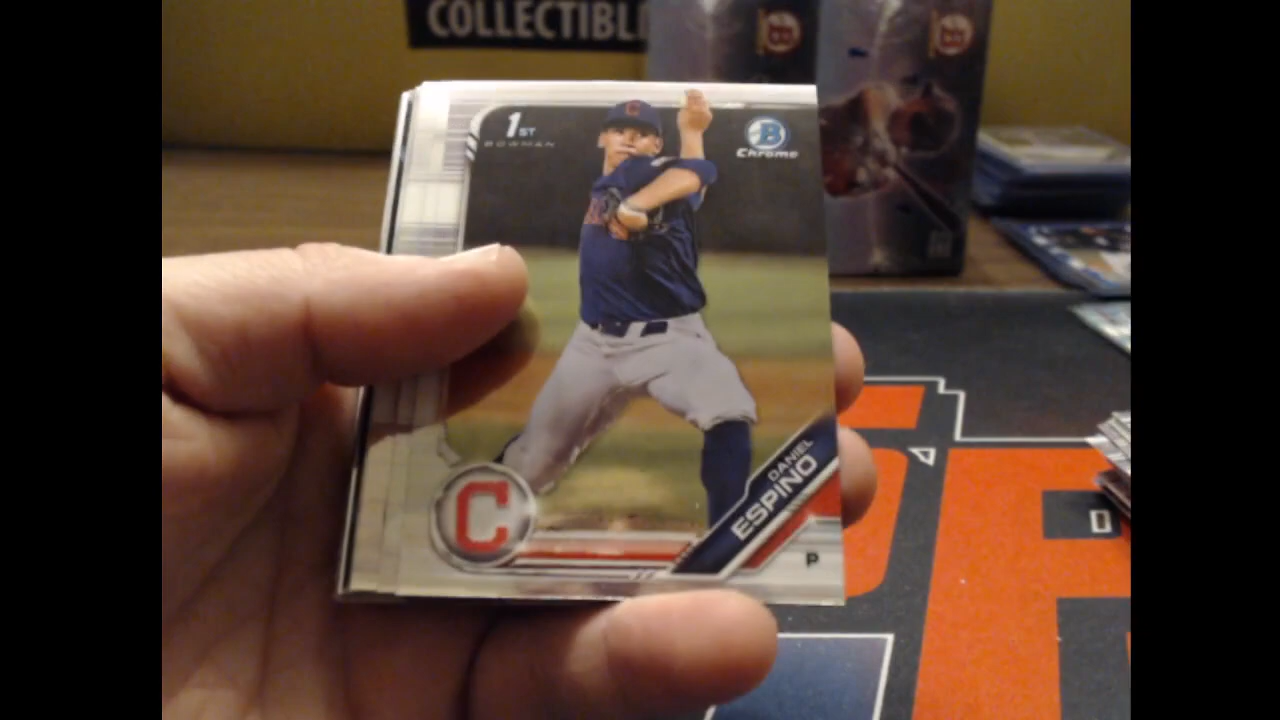 COLLECTIBL
1ST
BOWMAN
B
Chrome
DANIEL
ESPINO
C
P